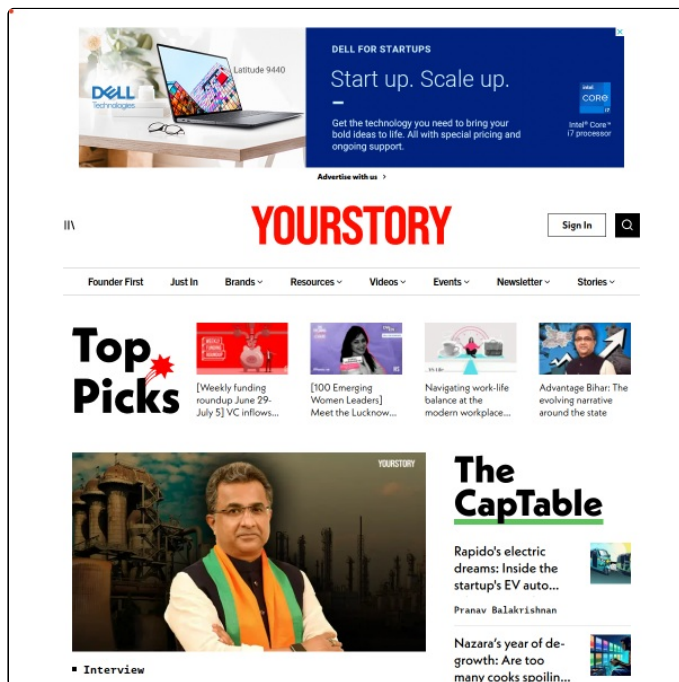 DELL FOR STARTUPS
Latitude 9440
Start up. Scale up.
DELL
Technologies
Get the technology you need to bring your
bold ideas to life. All with special pricing and
ongoing support.
intel
CORE
i7
Intel® Core™
i7 processor
Advertise with us >
YOURSTORY
Sign In
Founder First Just In Brands Resources Videos Events Newsletter Stories
Top
Picks
WEEKLY
FUNDING
ROUNDUP
[Weekly funding
roundup June 29-
July 5] VC inflows...
[100 Emerging
Women Leaders]
Meet the Lucknow...
Navigating work-life
balance at the
modern workplace...
Advantage Bihar: The
evolving narrative
around the state
YOURSTORY
Interview
The
CapTable
Rapido's electric
dreams: Inside the
startup's EV auto...
Pranav Balakrishnan
Nazara's year of de-
growth: Are too
many cooks spoilin...